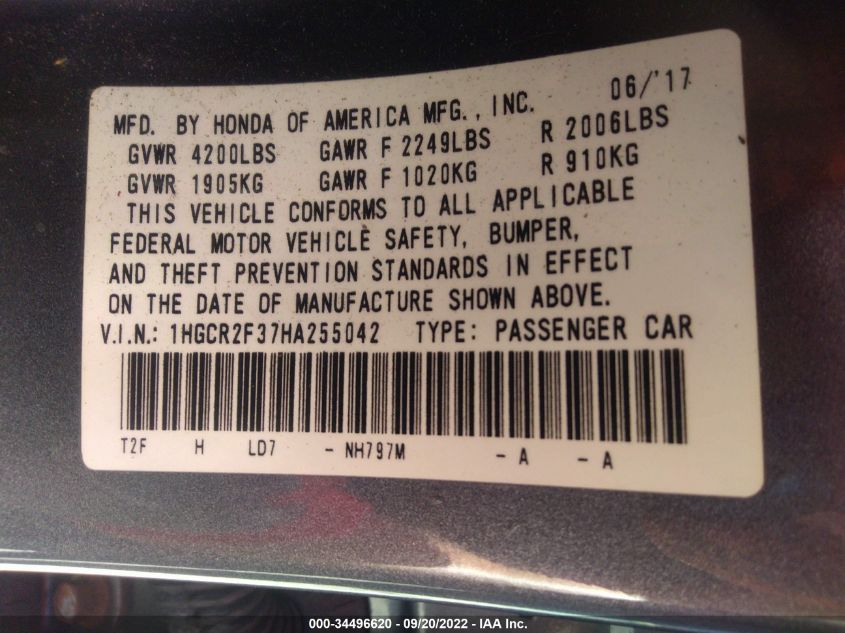 MFD. BY HONDA OF AMERICA MFG., INC. 06/'17
GVWR 4200LBS GAWR F 2249LBS R 2006LBS
GVWR 1905KG GAWR F 1020KG R 910KG
THIS VEHICLE CONFORMS TO ALL APPLICABLE
FEDERAL MOTOR VEHICLE SAFETY, BUMPER,
AND THEFT PREVENTION STANDARDS IN EFFECT
ON THE DATE OF MANUFACTURE SHOWN ABOVE.
V.I.N.: 1HGCR2F37HA255042 TYPE: PASSENGER CAR
T2F H LD7 - NH797M - A - A
000-34496620 - 09/20/2022 - IAA Inc.